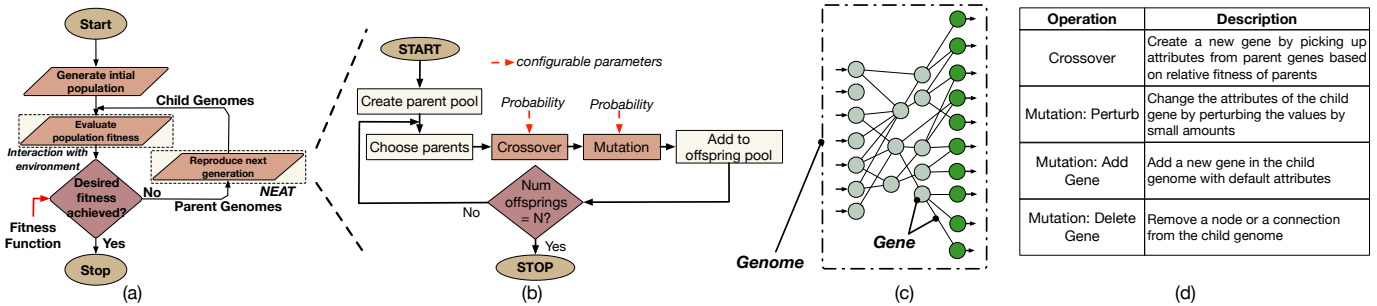 Start
Generate intial
population
Child Genomes
Evaluate
population fitness
Interaction with
environment
Reproduce next
generation
NEAT
Desired
fitness
achieved?
No
Parent Genomes
Fitness
Function
Yes
Stop
(a)
START
configurable parameters
Create parent pool
Probability
Probability
Choose parents
Crossover
Mutation
Add to
offspring pool
Num
offsprings
= N?
No
Yes
STOP
(b)
Gene
Genome
(c)
Operation Description
Crossover
Create a new gene by picking up
attributes from parent genes based
on relative fitness of parents
Mutation: Perturb
Change the attributes of the child
gene by perturbing the values by
small amounts
Mutation: Add
Gene
Add a new gene in the child
genome with default attributes
Mutation: Delete
Gene
Remove a node or a connection
from the child genome
(d)